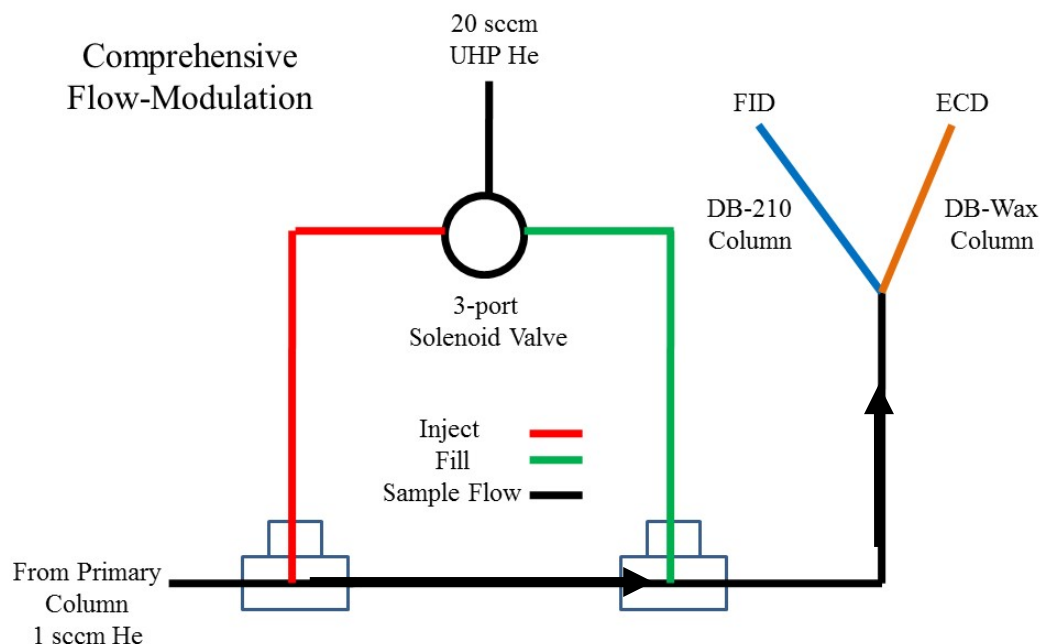 Comprehensive
Flow-Modulation
20 sccm
UHP He
FID
ECD
DB-210
Column
DB-Wax
Column
3-port
Solenoid Valve
Inject
Fill
Sample Flow
From Primary
Column
1 sccm He